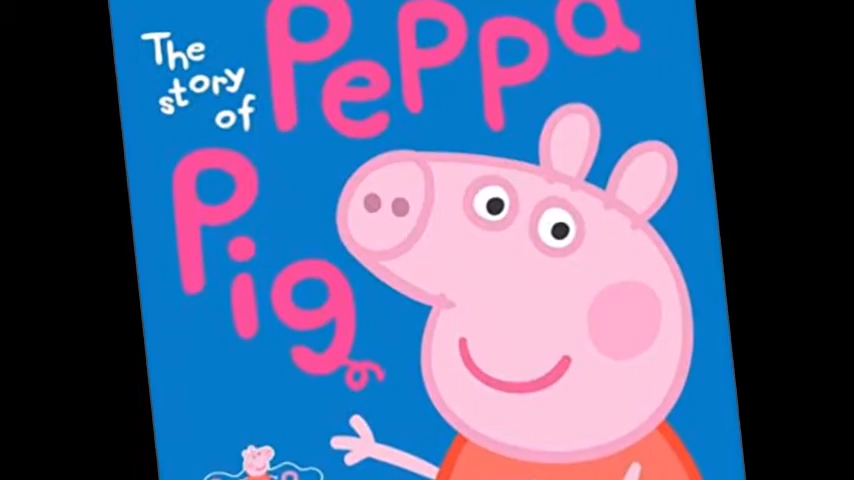 The
story
of
Peppa
Pig